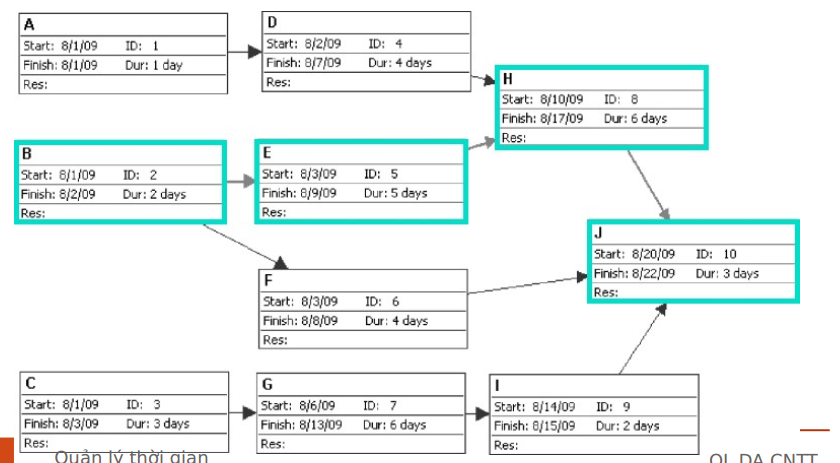 A
Start: 8/1/09 ID: 1
Finish: 8/1/09 Dur: 1 day
Res:
D
Start: 8/2/09 ID: 4
Finish: 8/7/09 Dur: 4 days
Res:
H
Start: 8/10/09 ID: 8
Finish: 8/17/09 Dur: 6 days
Res:
B
Start: 8/1/09 ID: 2
Finish: 8/2/09 Dur: 2 days
Res:
E
Start: 8/3/09 ID: 5
Finish: 8/9/09 Dur: 5 days
Res:
J
Start: 8/20/09 ID: 10
Finish: 8/22/09 Dur: 3 days
Res:
F
Start: 8/3/09 ID: 6
Finish: 8/8/09 Dur: 4 days
Res:
C
Start: 8/1/09 ID: 3
Finish: 8/3/09 Dur: 3 days
Res:
G
Start: 8/6/09 ID: 7
Finish: 8/13/09 Dur: 6 days
Res:
I
Start: 8/14/09 ID: 9
Finish: 8/15/09 Dur: 2 days
Res:
Quản lý thời gian
QL DA CNTT